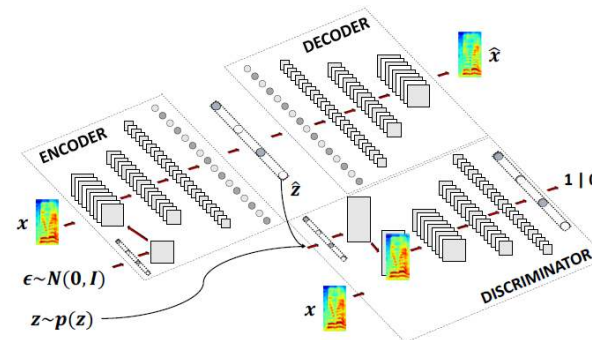 DECODER
x̂
ENCODER
ẑ
x
1 | 0
ϵ~N(0, I)
z~p(z)
x
DISCRIMINATOR